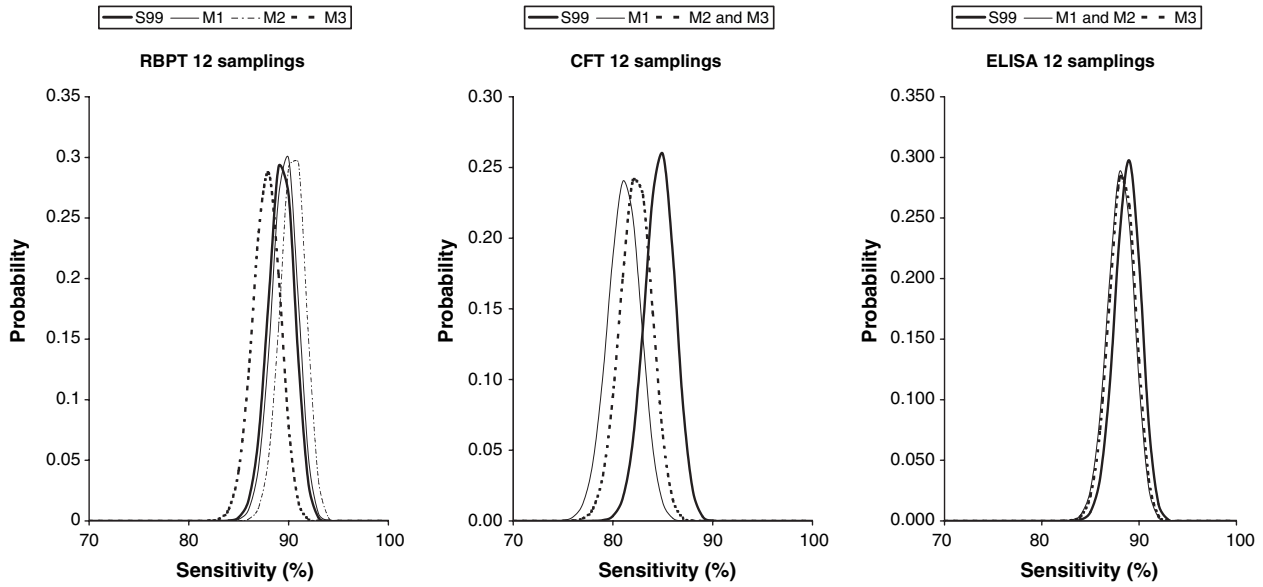 S99 M1 M2 M3
RBPT 12 samplings
0.35
0.3
0.25
0.2
0.15
0.1
0.05
0
Probability
70 80 90 100
Sensitivity (%)
S99 M1 M2 and M3
CFT 12 samplings
0.30
0.25
0.20
0.15
0.10
0.05
0.00
Probability
70 80 90 100
Sensitivity (%)
S99 M1 and M2 M3
ELISA 12 samplings
0.350
0.300
0.250
0.200
0.150
0.100
0.050
0.000
Probability
70 80 90 100
Sensitivity (%)